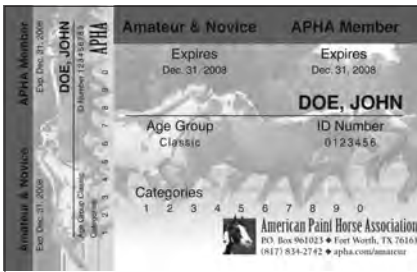 APHA Member
Exp. Dec. 31, 2008
Amateur & Novice
Exp. Dec. 31, 2008
DOE, JOHN
ID Number 123456789
Age Group Classic
Categories
1 2 3 4 5 6 7 8 9 0
APHA
Amateur & Novice APHA Member
Expires Expires
Dec. 31, 2008 Dec. 31, 2008
DOE, JOHN
Age Group ID Number
Classic 0123456
Categories
1 2 3 4 5 6 7 8 9 0
American Paint Horse Association
P.O. Box 961023 ◆ Fort Worth, TX 76161
(817) 834-2742 ◆ apha.com/amateur